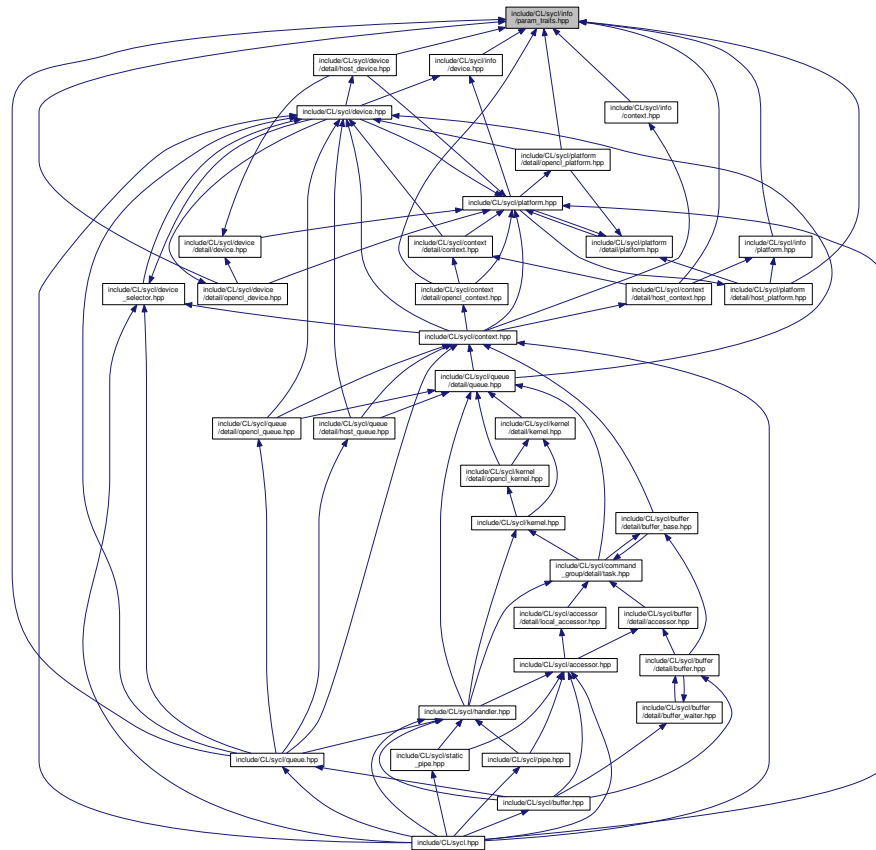 include/CL/sycl/info
/param_traits.hpp
include/CL/sycl/device
/detail/host_device.hpp
include/CL/sycl/info
/device.hpp
include/CL/sycl/info
/context.hpp
include/CL/sycl/device.hpp
include/CL/sycl/platform
/detail/opencl_platform.hpp
include/CL/sycl/platform.hpp
include/CL/sycl/device
/detail/device.hpp
include/CL/sycl/context
/detail/context.hpp
include/CL/sycl/platform
/detail/platform.hpp
include/CL/sycl/info
/platform.hpp
include/CL/sycl/device
_selector.hpp
include/CL/sycl/device
/detail/opencl_device.hpp
include/CL/sycl/context
/detail/opencl_context.hpp
include/CL/sycl/context
/detail/host_context.hpp
include/CL/sycl/platform
/detail/host_platform.hpp
include/CL/sycl/context.hpp
include/CL/sycl/queue
/detail/queue.hpp
include/CL/sycl/queue
/detail/opencl_queue.hpp
include/CL/sycl/queue
/detail/host_queue.hpp
include/CL/sycl/kernel
/detail/kernel.hpp
include/CL/sycl/kernel
/detail/opencl_kernel.hpp
include/CL/sycl/kernel.hpp
include/CL/sycl/buffer
/detail/buffer_base.hpp
include/CL/sycl/command
_group/detail/task.hpp
include/CL/sycl/accessor
/detail/local_accessor.hpp
include/CL/sycl/buffer
/detail/accessor.hpp
include/CL/sycl/accessor.hpp
include/CL/sycl/buffer
/detail/buffer.hpp
include/CL/sycl/handler.hpp
include/CL/sycl/buffer
/detail/buffer_waiter.hpp
include/CL/sycl/queue.hpp
include/CL/sycl/static
_pipe.hpp
include/CL/sycl/pipe.hpp
include/CL/sycl/buffer.hpp
include/CL/sycl.hpp